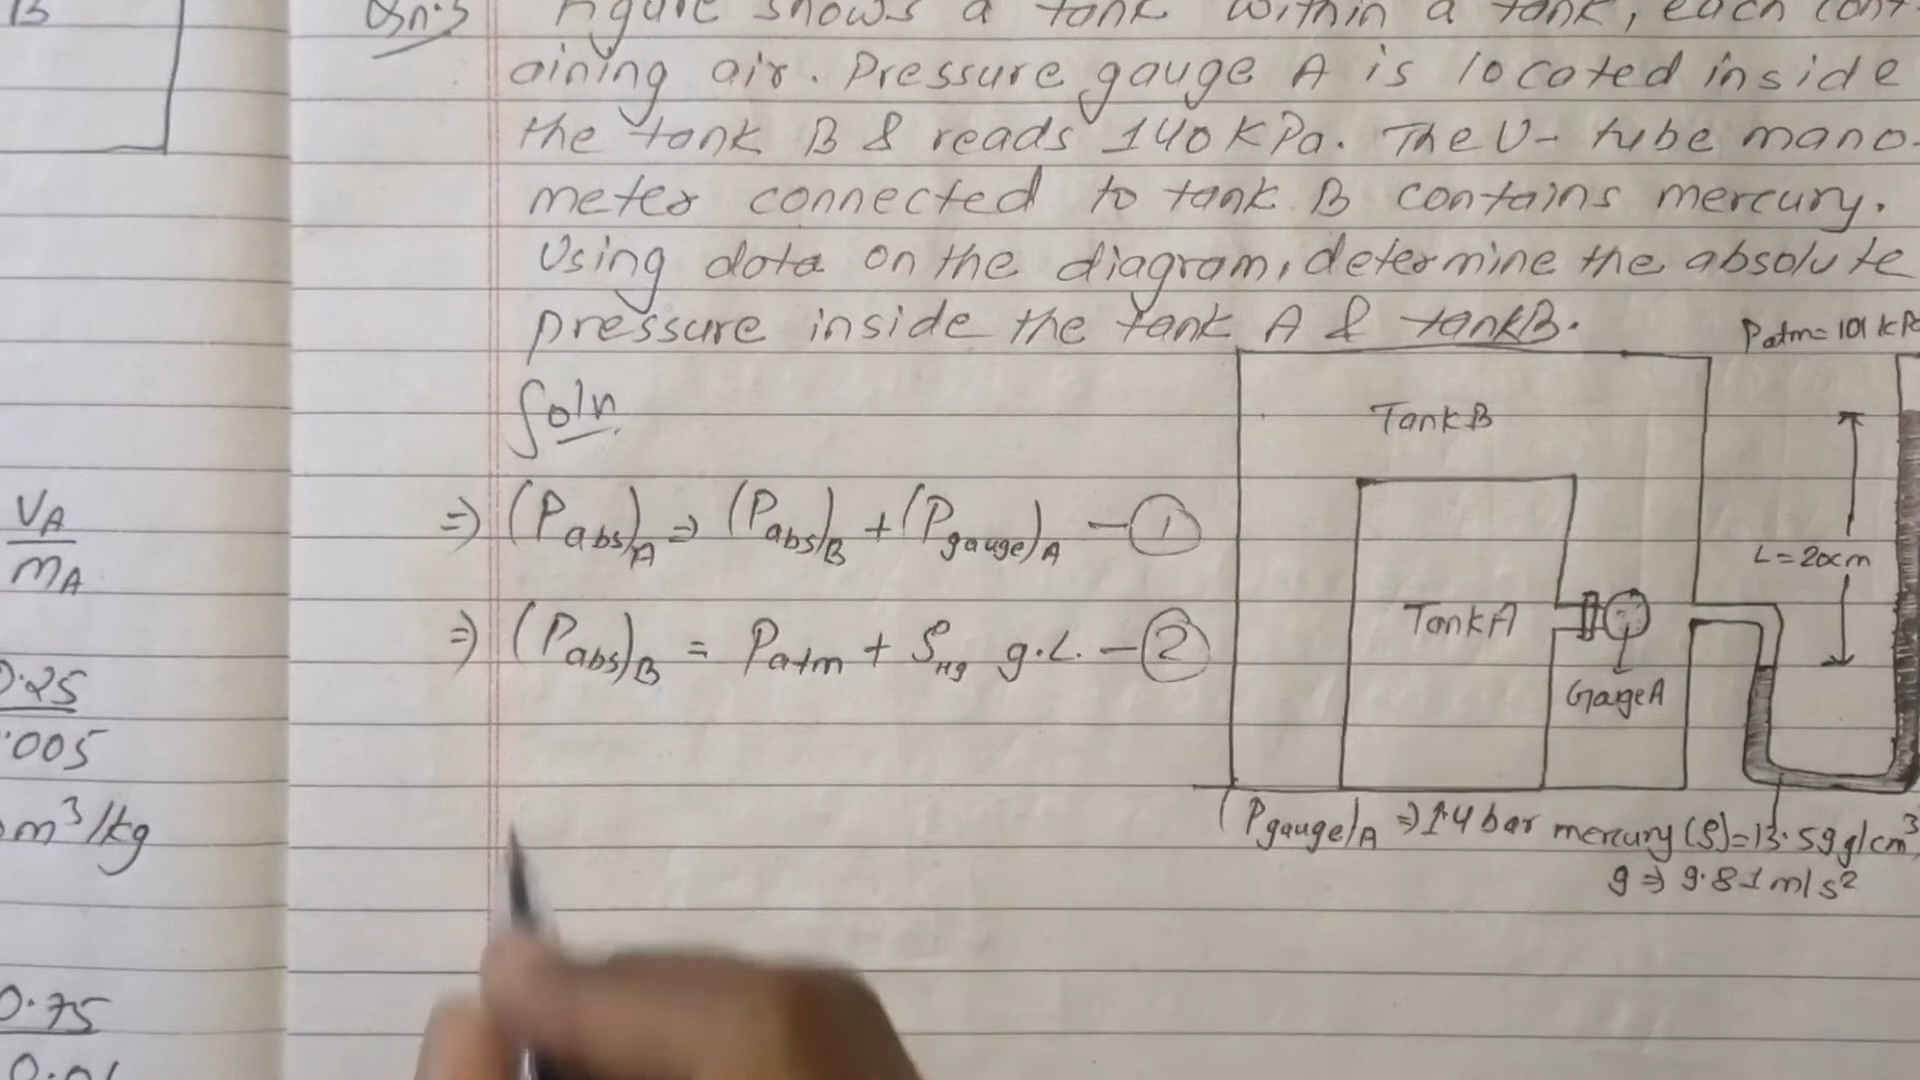 B
Qsn.5 Figure shows a tank within a tank, each cont-
aining air. Pressure gauge A is located inside
the tank B & reads 140 KPa. The U- tube mano-
meter connected to tank B contains mercury.
Using data on the diagram, determine the absolute
pressure inside the tank A & tank B.
Patm = 101 kPa
Soln.
Tank B
⇒ (Pabs)A ⇒ (Pabs)B + (Pgauge)A — ①
L = 20cm
Tank A
⇒ (Pabs)B = Patm + ρHg g.L. — ②
Gauge A
(Pgauge)A ⇒ 1.4 bar mercury (ρ) = 13.59 g/cm³
g ⇒ 9.81 m/s²
VA
mA
0.25
.005
m³/kg
0.75